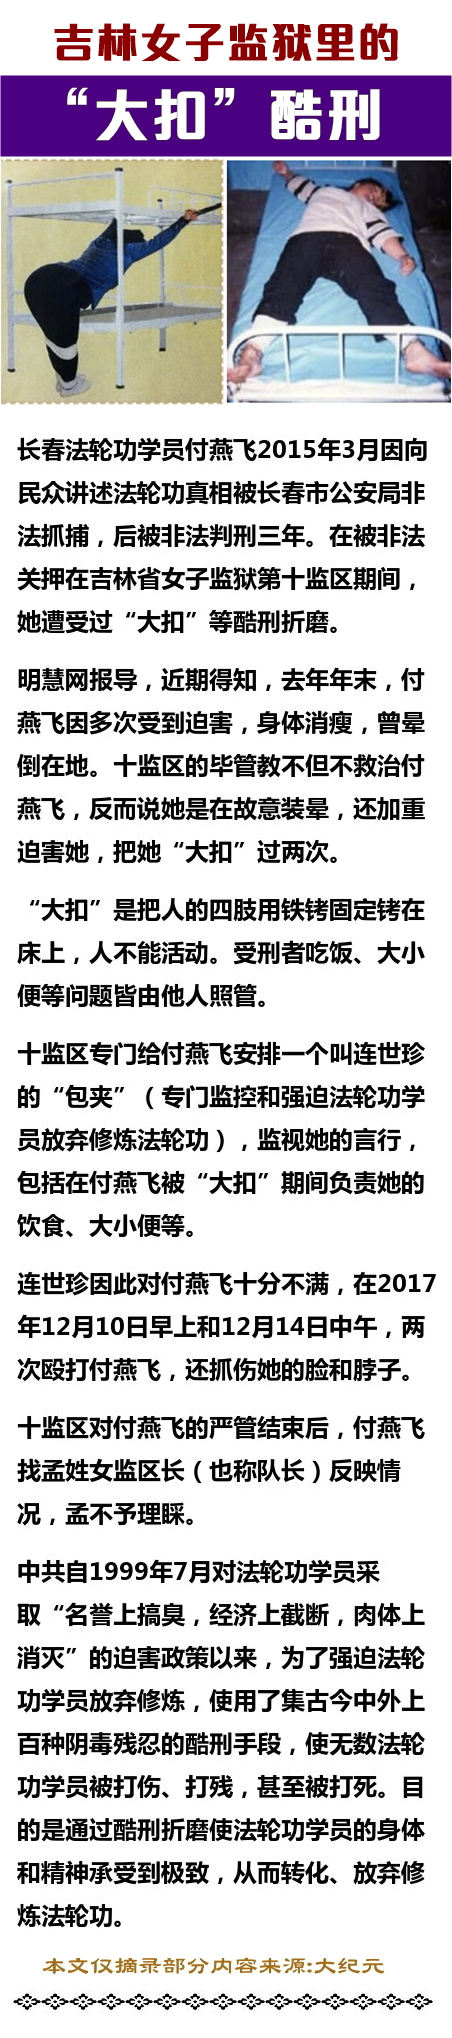 吉林女子监狱里的
“大扣”酷刑
长春法轮功学员付燕飞2015年3月因向
民众讲述法轮功真相被长春市公安局非
法抓捕，后被非法判刑三年。在被非法
关押在吉林省女子监狱第十监区期间，
她遭受过“大扣”等酷刑折磨。
明慧网报导，近期得知，去年年末，付
燕飞因多次受到迫害，身体消瘦，曾晕
倒在地。十监区的毕管教不但不救治付
燕飞，反而说她是在故意装晕，还加重
迫害她，把她“大扣”过两次。
“大扣”是把人的四肢用铁铐固定铐在
床上，人不能活动。受刑者吃饭、大小
便等问题皆由他人照管。
十监区专门给付燕飞安排一个叫连世珍
的“包夹”（专门监控和强迫法轮功学
员放弃修炼法轮功），监视她的言行，
包括在付燕飞被“大扣”期间负责她的
饮食、大小便等。
连世珍因此对付燕飞十分不满，在2017
年12月10日早上和12月14日中午，两
次殴打付燕飞，还抓伤她的脸和脖子。
十监区对付燕飞的严管结束后，付燕飞
找孟姓女监区长（也称队长）反映情
况，孟不予理睬。
中共自1999年7月对法轮功学员采
取“名誉上搞臭，经济上截断，肉体上
消灭”的迫害政策以来，为了强迫法轮
功学员放弃修炼，使用了集古今中外上
百种阴毒残忍的酷刑手段，使无数法轮
功学员被打伤、打残，甚至被打死。目
的是通过酷刑折磨使法轮功学员的身体
和精神承受到极致，从而转化、放弃修
炼法轮功。
本文仅摘录部分内容来源:大纪元